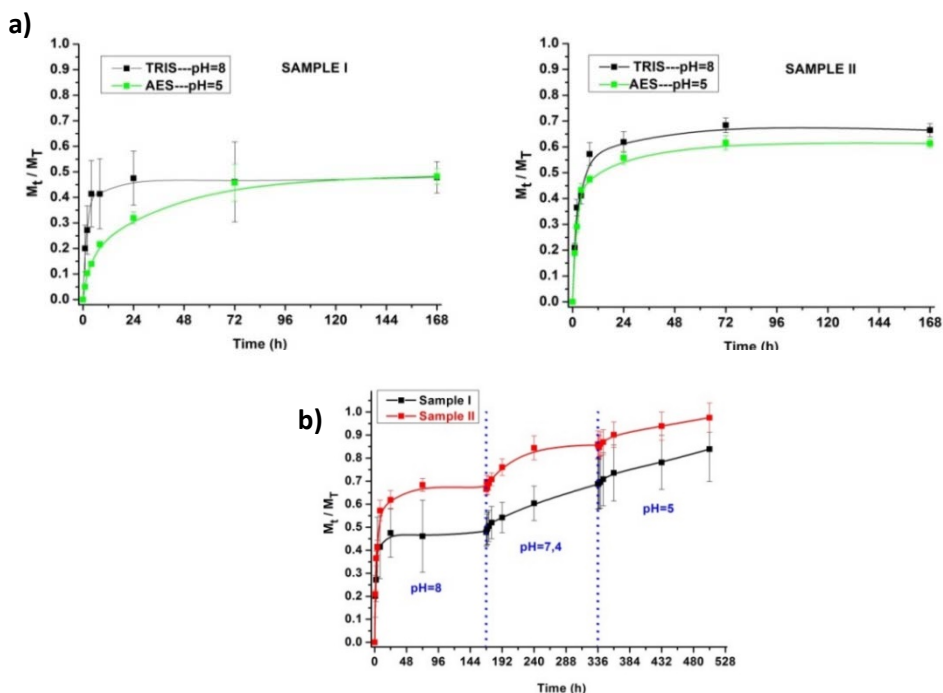 a)
1.0
0.9
0.8
0.7
0.6
0.5
0.4
0.3
0.2
0.1
0.0
Mt / MT
TRIS---pH=8
AES---pH=5
SAMPLE I
0 24 48 72 96 120 144 168
Time (h)
1.0
0.9
0.8
0.7
0.6
0.5
0.4
0.3
0.2
0.1
0.0
Mt / MT
TRIS---pH=8
AES---pH=5
SAMPLE II
0 24 48 72 96 120 144 168
Time (h)
b)
Sample I
Sample II
1.0
0.9
0.8
0.7
0.6
0.5
0.4
0.3
0.2
0.1
0.0
Mt / MT
pH=8
pH=7,4
pH=5
0 48 96 144 192 240 288 336 384 432 480 528
Time (h)